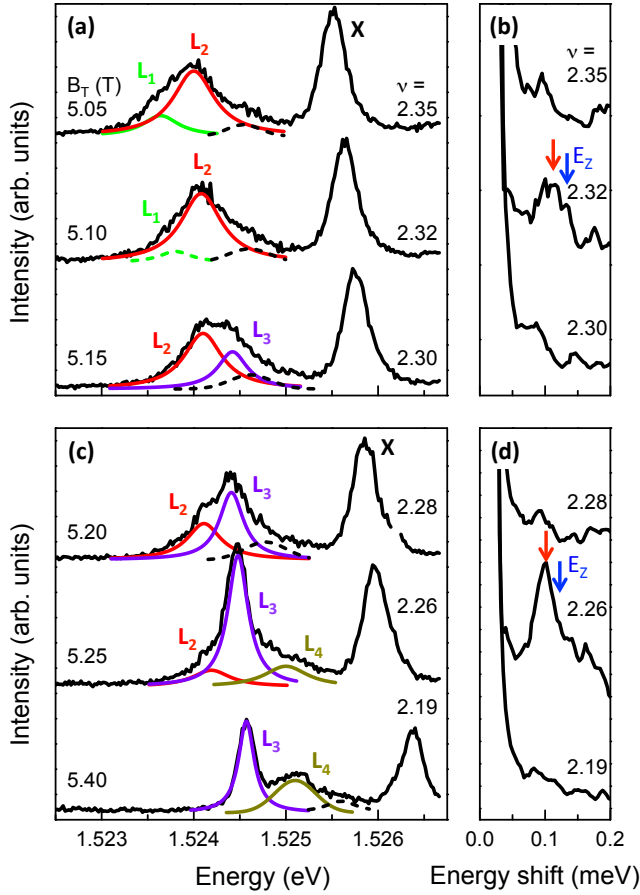 (a)
L2
X
(b)
L1
BT (T)
5.05
ν =
2.35
ν =
2.35
L2
L1
5.10
2.32
EZ
2.32
L2
L3
5.15
2.30
2.30
Intensity (arb. units)
(c)
X
(d)
L3
L2
5.20
2.28
2.28
L3
EZ
L2
L4
5.25
2.26
2.26
L3
L4
5.40
2.19
2.19
Intensity (arb. units)
1.523
1.524
1.525
1.526
0.0
0.1
0.2
Energy (eV)
Energy shift (meV)